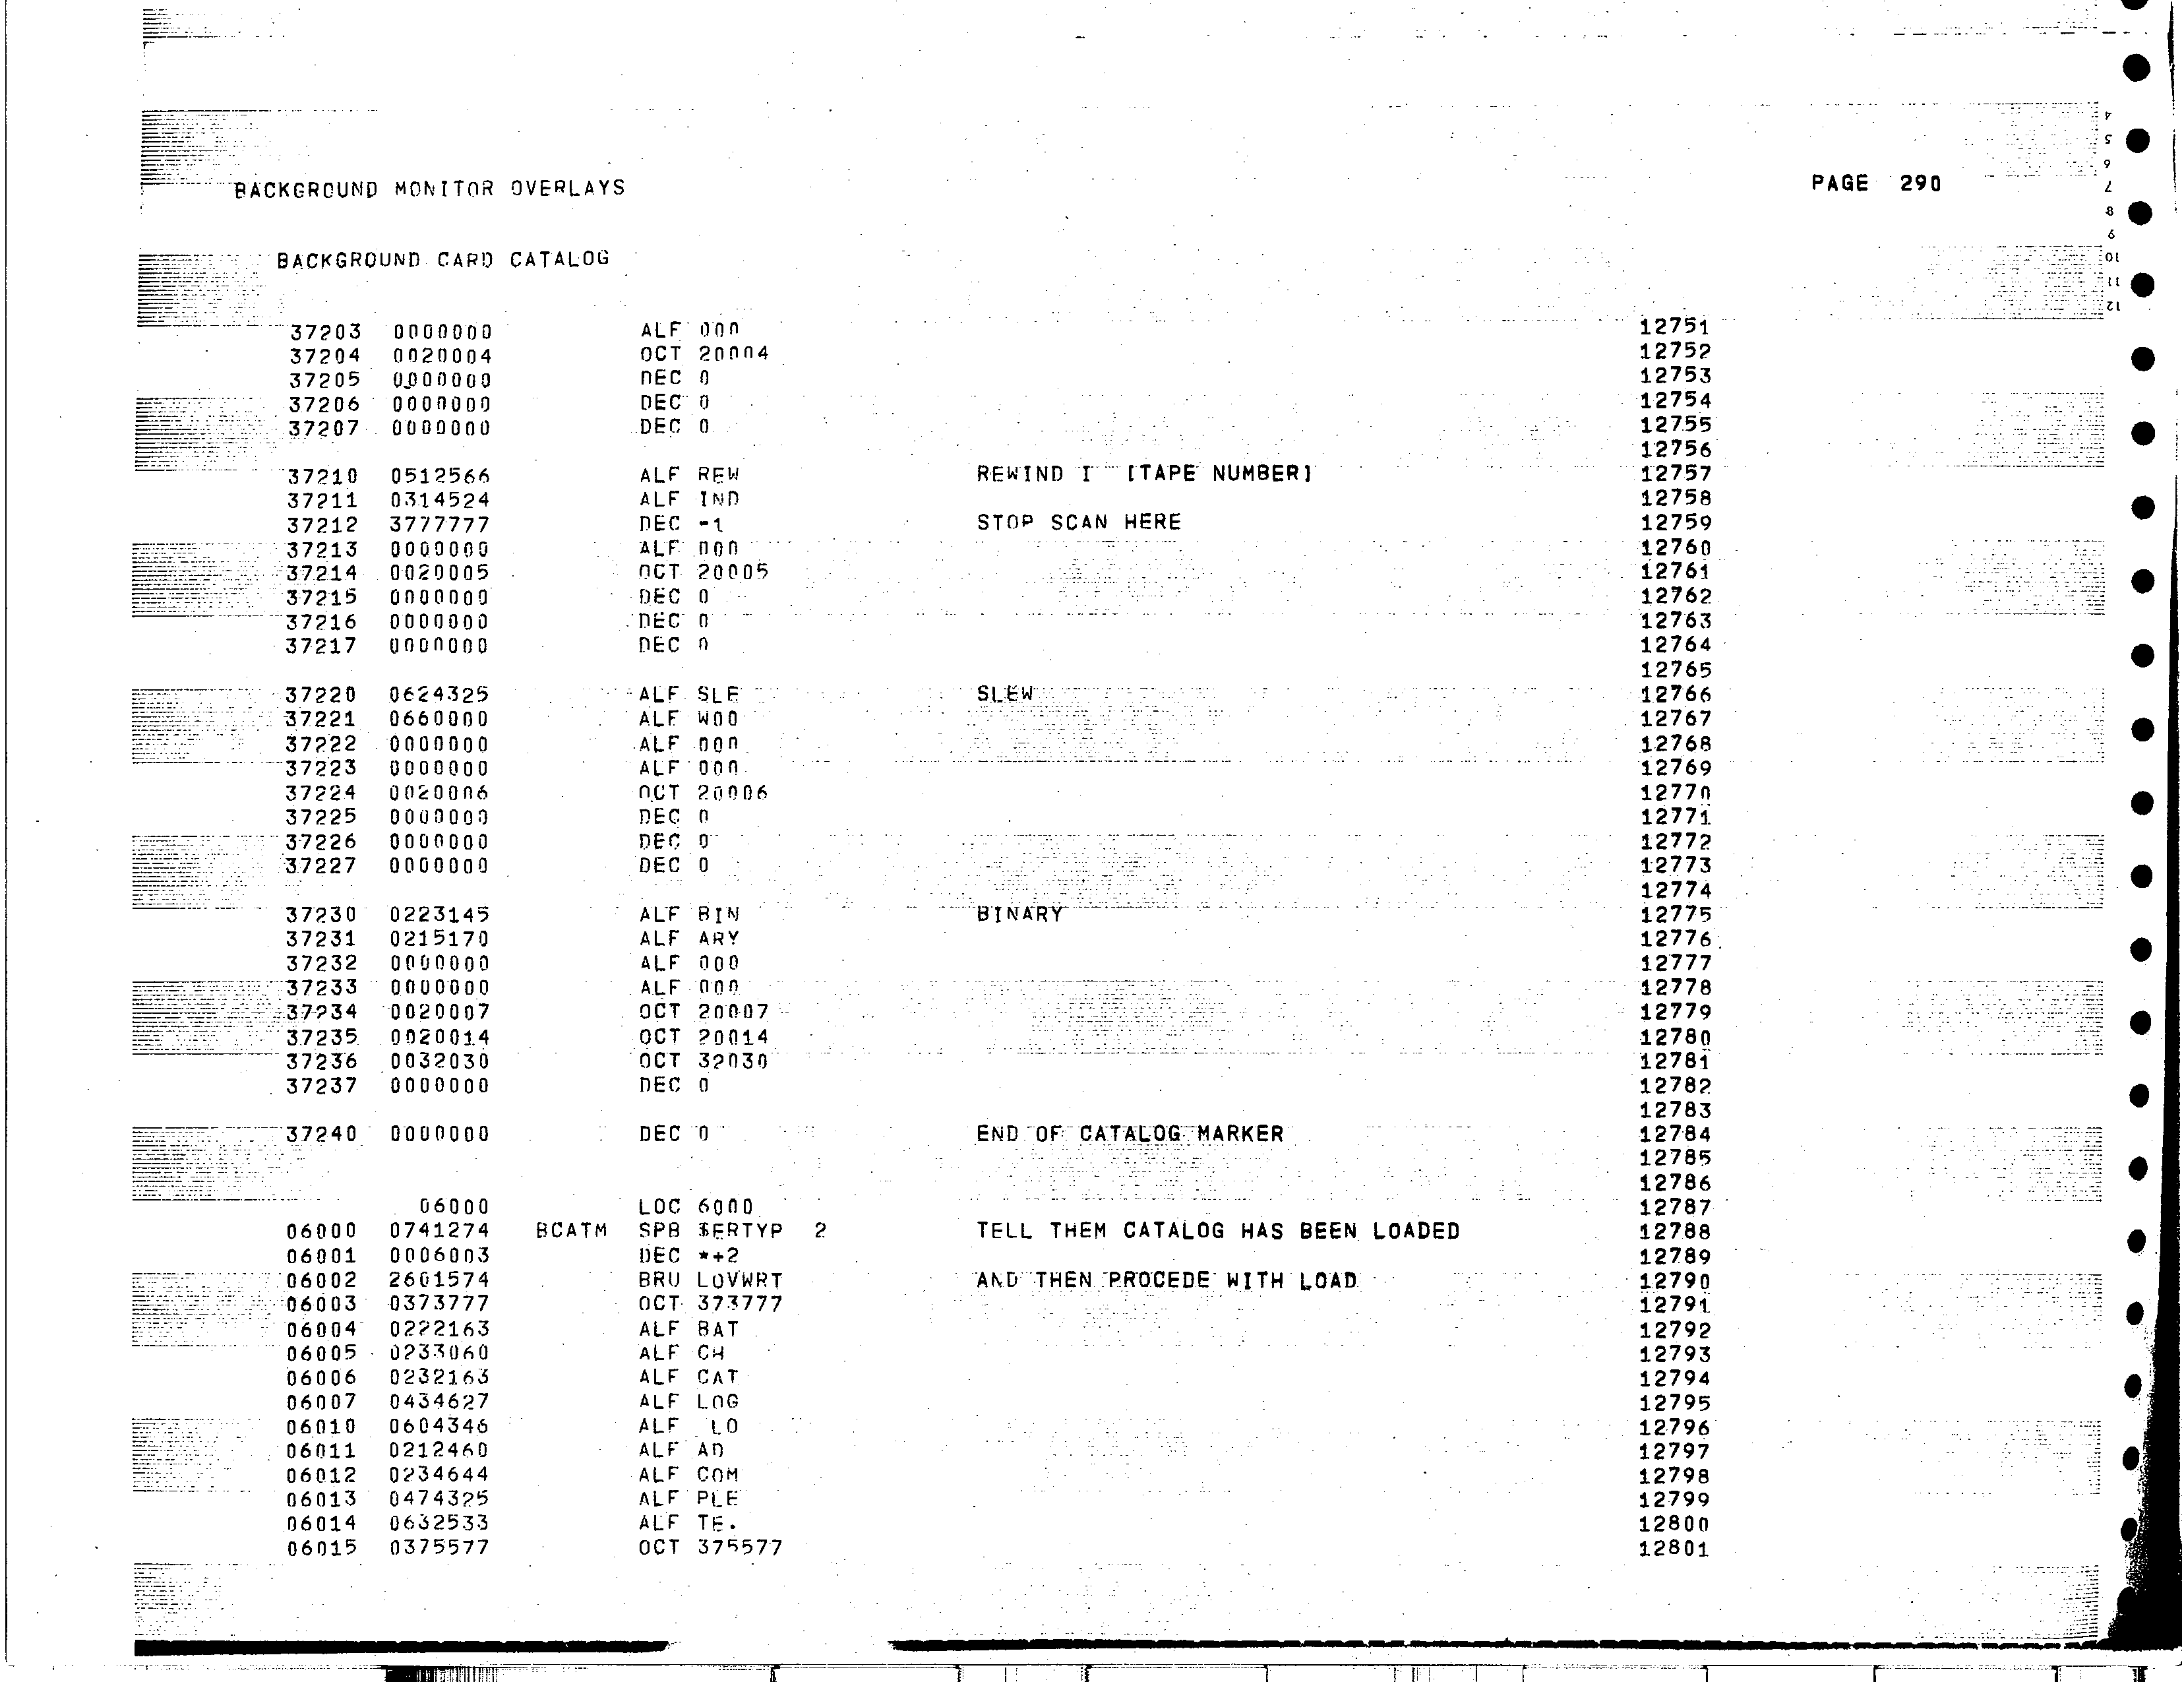 BACKGROUND MONITOR OVERLAYS PAGE 290
BACKGROUND CARD CATALOG
37203 0000000 ALF 000 12751
37204 0020004 OCT 20004 12752
37205 0000000 DEC 0 12753
37206 0000000 DEC 0 12754
37207 0000000 DEC 0 12755
12756
37210 0512566 ALF REW REWIND I [TAPE NUMBER] 12757
37211 0314524 ALF IND 12758
37212 3777777 DEC -1 STOP SCAN HERE 12759
37213 0000000 ALF 000 12760
37214 0020005 OCT 20005 12761
37215 0000000 DEC 0 12762
37216 0000000 DEC 0 12763
37217 0000000 DEC 0 12764
12765
37220 0624325 ALF SLE SLEW 12766
37221 0660000 ALF W00 12767
37222 0000000 ALF 000 12768
37223 0000000 ALF 000 12769
37224 0020006 OCT 20006 12770
37225 0000000 DEC 0 12771
37226 0000000 DEC 0 12772
37227 0000000 DEC 0 12773
12774
37230 0223145 ALF BIN BINARY 12775
37231 0215170 ALF ARY 12776
37232 0000000 ALF 000 12777
37233 0000000 ALF 000 12778
37234 0020007 OCT 20007 12779
37235 0020014 OCT 20014 12780
37236 0032030 OCT 32030 12781
37237 0000000 DEC 0 12782
12783
37240 0000000 DEC 0 END OF CATALOG MARKER 12784
12785
12786
06000 LOC 6000 12787
06000 0741274 BCATM SPB $ERTYP 2 TELL THEM CATALOG HAS BEEN LOADED 12788
06001 0006003 DEC *+2 12789
06002 2601574 BRU LOVWRT AND THEN PROCEDE WITH LOAD 12790
06003 0373777 OCT 373777 12791
06004 0222163 ALF BAT 12792
06005 0233060 ALF CH 12793
06006 0232163 ALF CAT 12794
06007 0434627 ALF LOG 12795
06010 0604346 ALF LO 12796
06011 0212460 ALF AD 12797
06012 0234644 ALF COM 12798
06013 0474325 ALF PLE 12799
06014 0632533 ALF TE. 12800
06015 0375577 OCT 375577 12801
4
5
6
7
8
9
10
11
12